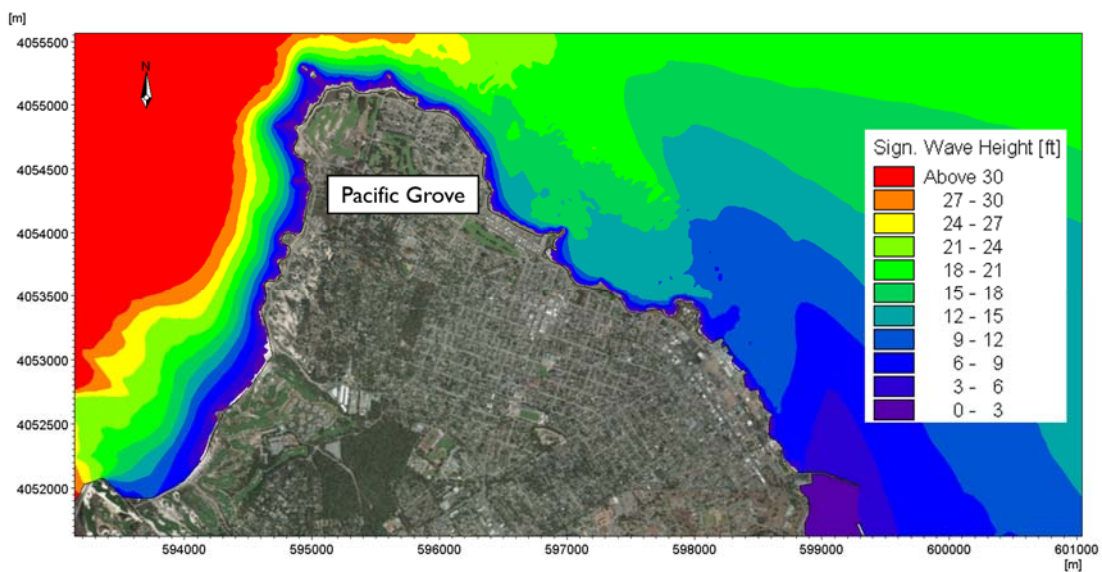 [m]
4055500
4055000
4054500
4054000
4053500
4053000
4052500
4052000
N
Pacific Grove
Sign. Wave Height [ft]
Above 30
27 - 30
24 - 27
21 - 24
18 - 21
15 - 18
12 - 15
9 - 12
6 - 9
3 - 6
0 - 3
594000 595000 596000 597000 598000 599000 600000 601000
[m]